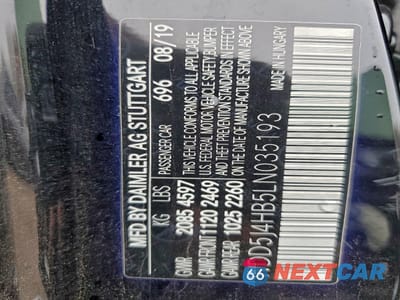 MFD BY DAIMLER AG STUTTGART
PASSENGER CAR 696 08/19
KG LBS
GVWR 2085 4597
GAWR FRONT 1120 2469
GAWR REAR 1025 2260
THIS VEHICLE CONFORMS TO ALL APPLICABLE
U.S. FEDERAL MOTOR VEHICLE SAFETY BUMPER
AND THEFT PREVENTION STANDARDS IN EFFECT
ON THE DATE OF MANUFACTURE SHOWN ABOVE
MADE IN HUNGARY
DD5J4HB5LN035193
66 NEXTCAR